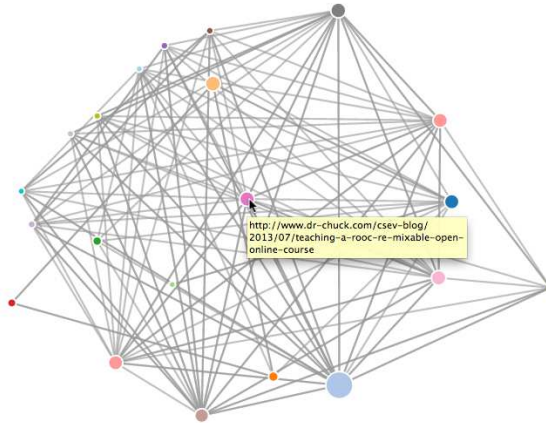 http://www.dr-chuck.com/csev-blog/
2013/07/teaching-a-rooc-re-mixable-open-
online-course